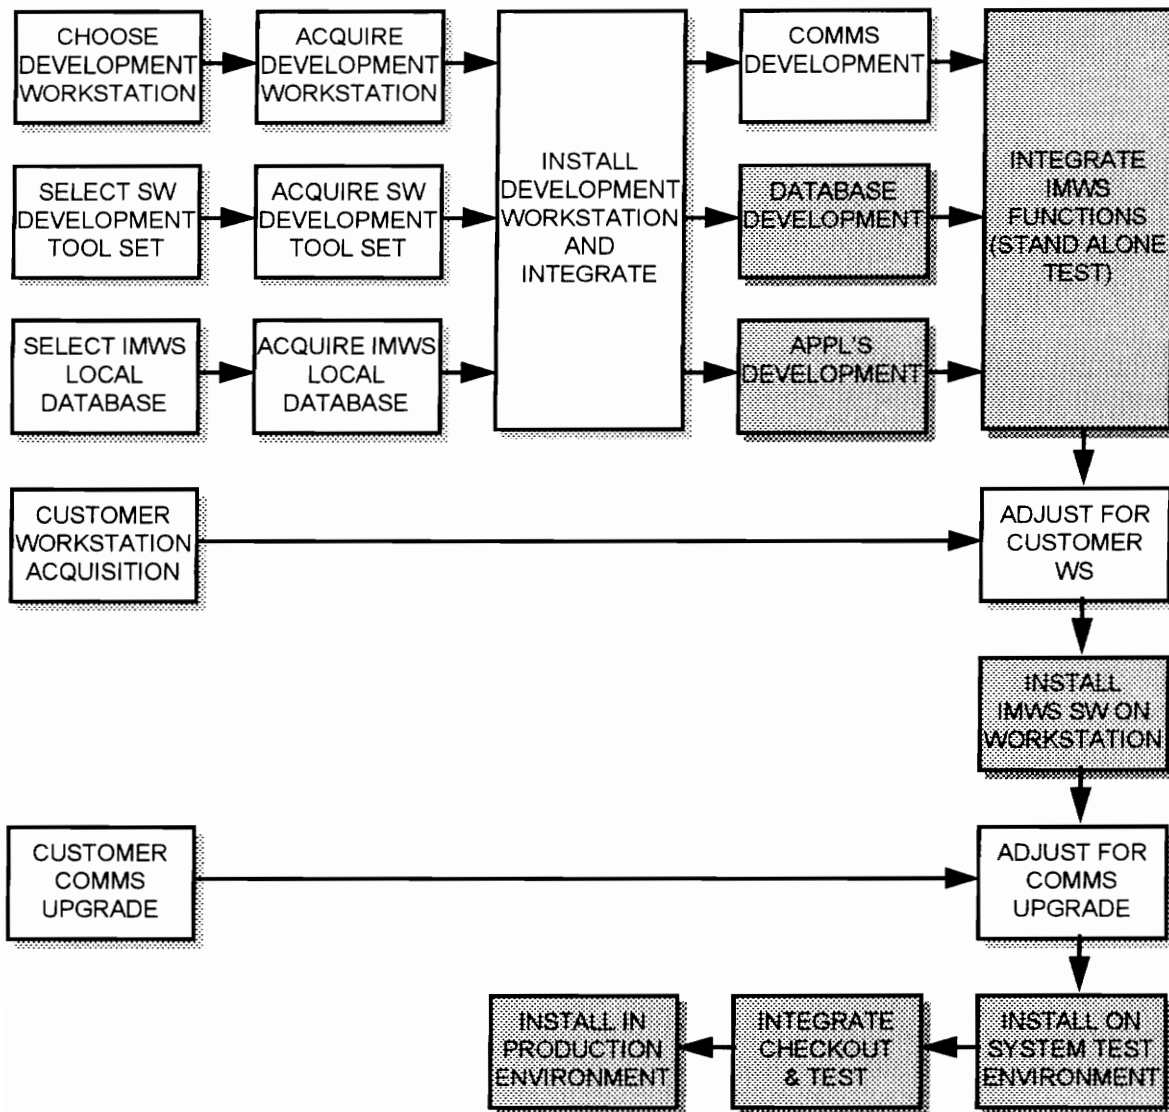 CHOOSE
DEVELOPMENT
WORKSTATION
ACQUIRE
DEVELOPMENT
WORKSTATION
COMMS
DEVELOPMENT
SELECT SW
DEVELOPMENT
TOOL SET
ACQUIRE SW
DEVELOPMENT
TOOL SET
INSTALL
DEVELOPMENT
WORKSTATION
AND
INTEGRATE
DATABASE
DEVELOPMENT
INTEGRATE
IMWS
FUNCTIONS
(STAND ALONE
TEST)
SELECT IMWS
LOCAL
DATABASE
ACQUIRE IMWS
LOCAL
DATABASE
APPL'S
DEVELOPMENT
CUSTOMER
WORKSTATION
ACQUISITION
ADJUST FOR
CUSTOMER
WS
INSTALL
IMWS SW ON
WORKSTATION
CUSTOMER
COMMS
UPGRADE
ADJUST FOR
COMMS
UPGRADE
INSTALL IN
PRODUCTION
ENVIRONMENT
INTEGRATE
CHECKOUT
& TEST
INSTALL ON
SYSTEM TEST
ENVIRONMENT